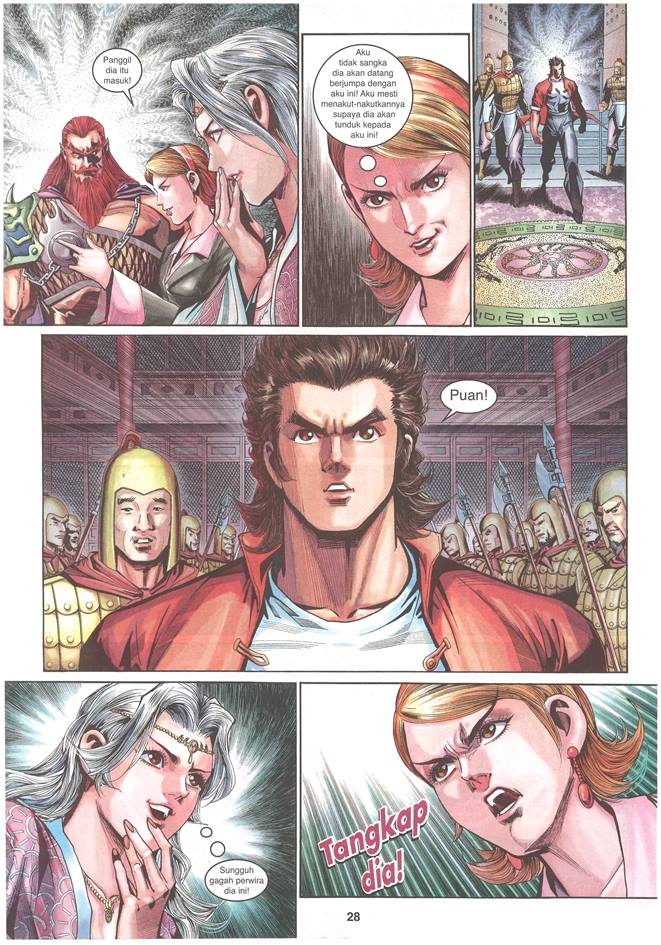 Panggil
dia itu
masuk!
Aku
tidak sangka
dia akan datang
berjumpa dengan
aku ini! Aku mesti
menakut-nakutkannya
supaya dia akan
tunduk kepada
aku ini!
Puan!
Sungguh
gagah perwira
dia ini!
Tangkap
dia!
28